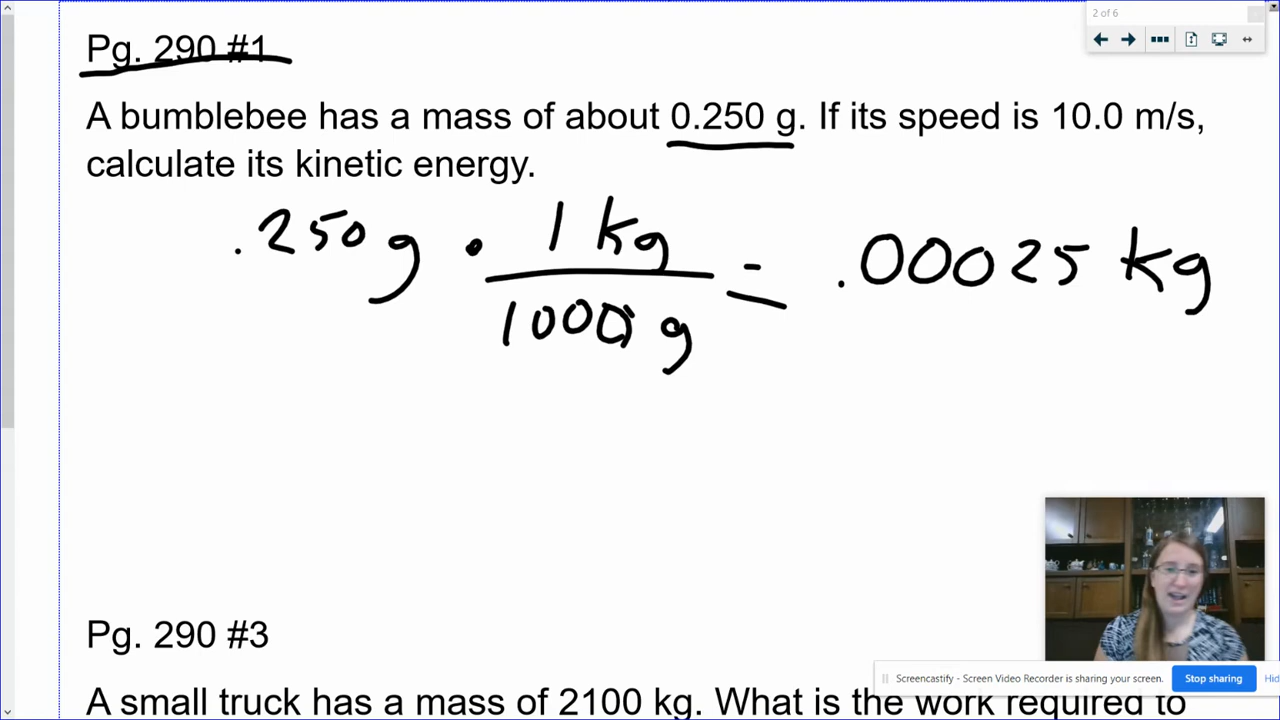 2 of 6
Pg. 290 #1
A bumblebee has a mass of about 0.250 g. If its speed is 10.0 m/s,
calculate its kinetic energy.
.250 g · 1 kg / 1000 g = .00025 kg
Pg. 290 #3
Screencastify - Screen Video Recorder is sharing your screen. Stop sharing Hid
A small truck has a mass of 2100 kg. What is the work required to